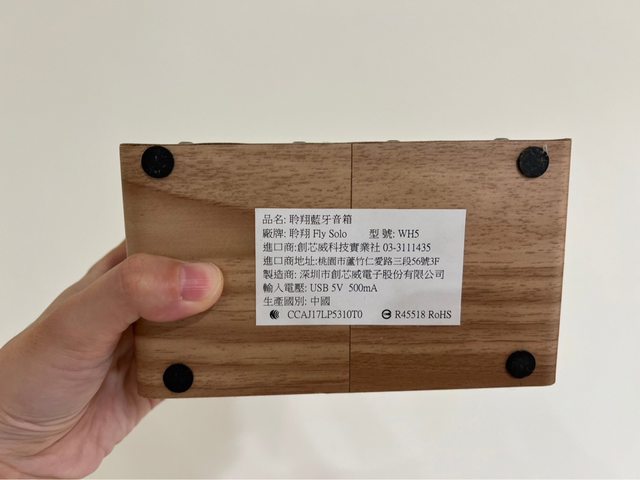 品名: 聆翔藍牙音箱
廠牌: 聆翔 Fly Solo 型 號: WH5
進口商:創芯威科技實業社 03-3111435
進口商地址:桃園市蘆竹仁愛路三段56號3F
製造商: 深圳市創芯威電子股份有限公司
輸入電壓: USB 5V 500mA
生產國別: 中國
CCAJ17LP5310T0 R45518 RoHS